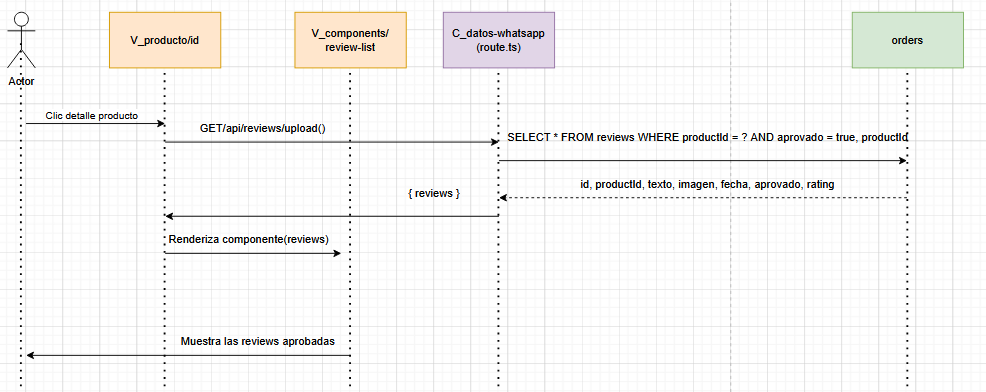 V_producto/id
V_components/
review-list
C_datos-whatsapp
(route.ts)
orders
Actor
Clic detalle producto
GET/api/reviews/upload()
SELECT * FROM reviews WHERE productId = ? AND aprovado = true, productId
id, productId, texto, imagen, fecha, aprovado, rating
{ reviews }
Renderiza componente(reviews)
Muestra las reviews aprobadas